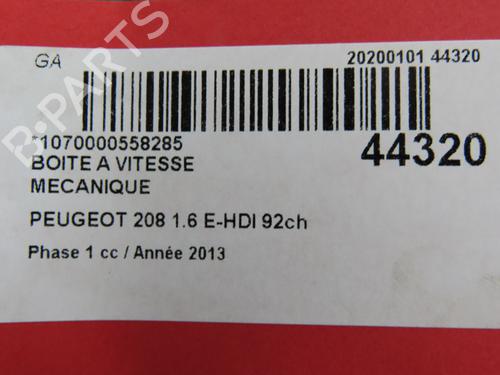 GA
20200101 44320
*1070000558285
44320
BOITE A VITESSE
MECANIQUE
PEUGEOT 208 1.6 E-HDI 92ch
Phase 1 cc / Année 2013
B-PARTS